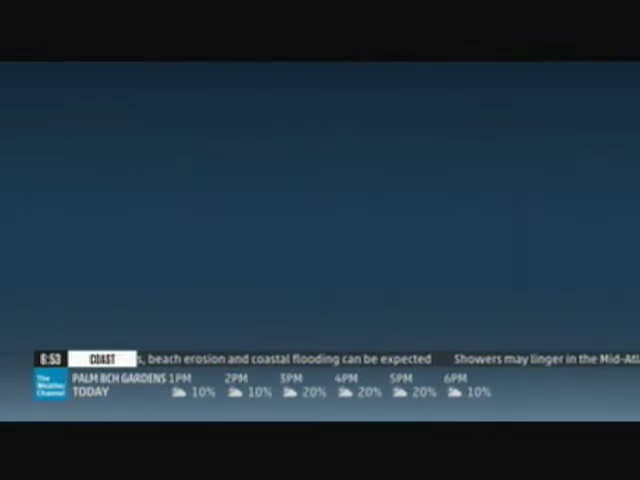 6:53 COAST s, beach erosion and coastal flooding can be expected Showers may linger in the Mid-Atl
The Weather Channel
PALM BCH GARDENS 1PM 2PM 3PM 4PM 5PM 6PM
TODAY 10% 10% 20% 20% 20% 10%